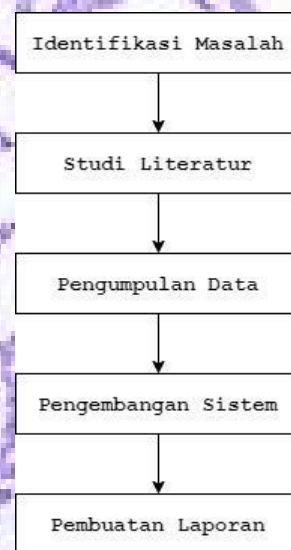 Identifikasi Masalah
Studi Literatur
Pengumpulan Data
Pengembangan Sistem
Pembuatan Laporan